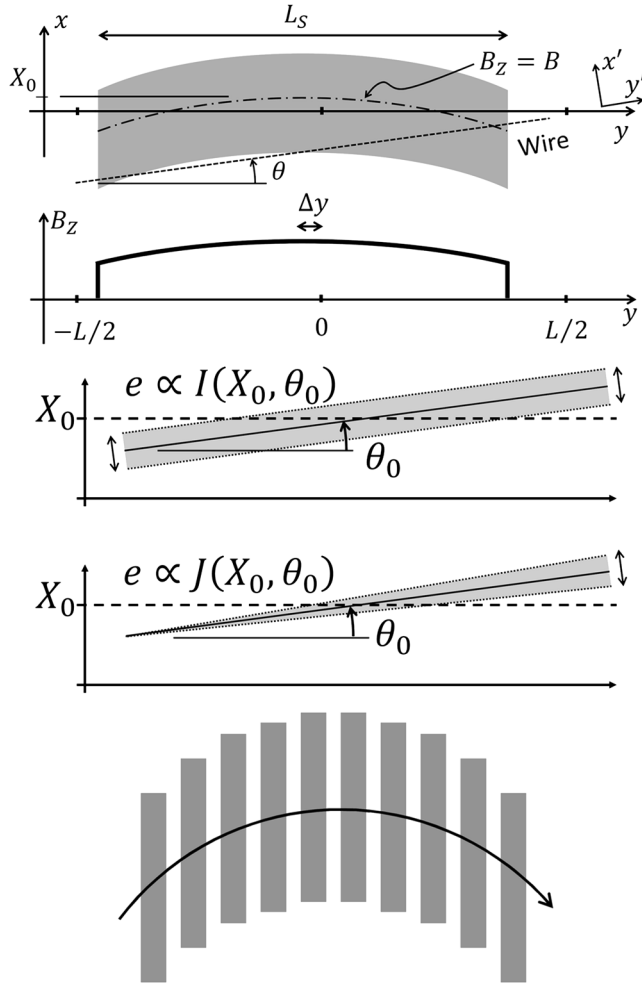 x
L_S
X_0
B_Z = B
x'
y'
y
Wire
θ
B_Z
Δy
−L/2
0
L/2
y
e ∝ I(X_0, θ_0)
X_0
θ_0
e ∝ J(X_0, θ_0)
X_0
θ_0